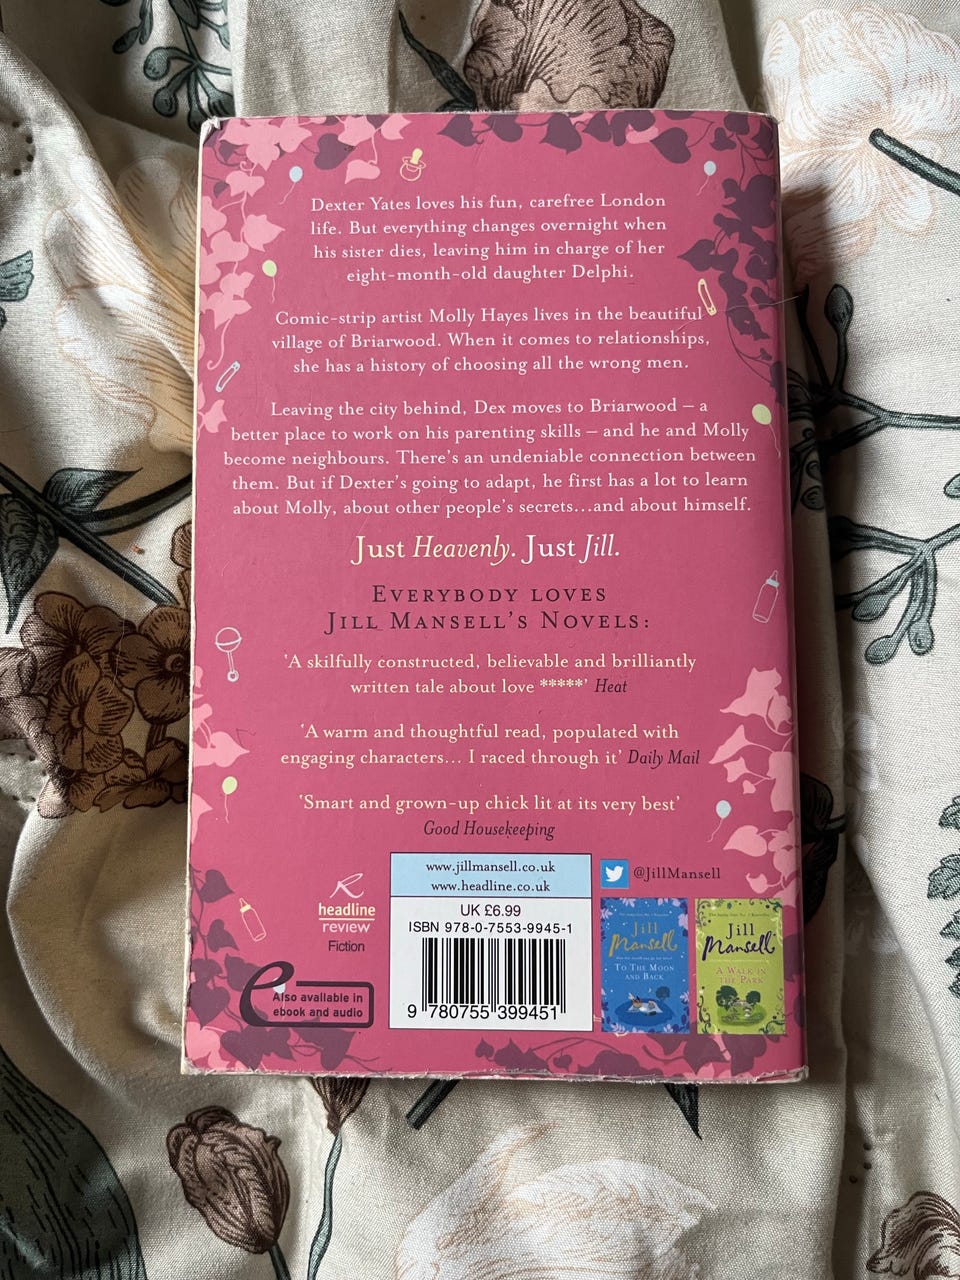 Dexter Yates loves his fun, carefree London
life. But everything changes overnight when
his sister dies, leaving him in charge of her
eight-month-old daughter Delphi.
Comic-strip artist Molly Hayes lives in the beautiful
village of Briarwood. When it comes to relationships,
she has a history of choosing all the wrong men.
Leaving the city behind, Dex moves to Briarwood – a
better place to work on his parenting skills – and he and Molly
become neighbours. There's an undeniable connection between
them. But if Dexter's going to adapt, he first has a lot to learn
about Molly, about other people's secrets...and about himself.
Just Heavenly. Just Jill.
EVERYBODY LOVES
JILL MANSELL'S NOVELS:
'A skilfully constructed, believable and brilliantly
written tale about love *****' Heat
'A warm and thoughtful read, populated with
engaging characters... I raced through it' Daily Mail
'Smart and grown-up chick lit at its very best'
Good Housekeeping
www.jillmansell.co.uk
www.headline.co.uk
@JillMansell
headline
review
Fiction
UK £6.99
ISBN 978-0-7553-9945-1
9 780755 399451
e
Also available in
ebook and audio
Jill
Mansell
TO THE MOON
AND BACK
Jill
Mansell
A WALK IN
THE PARK